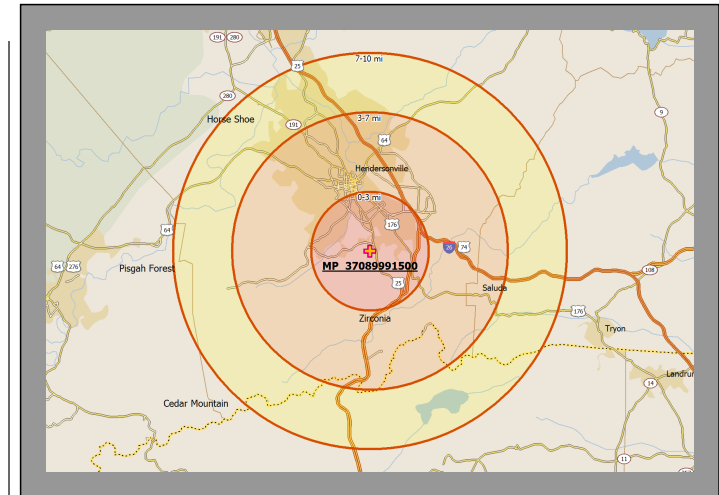 191 280
7-10 mi
25
280
9
Horse Shoe
3-7 mi
191
64
Hendersonville
0-3 mi
176
64
26 74
MP_37089991500
64 276
Pisgah Forest
108
25
Saluda
176
Zirconia
Tryon
Landrur
14
Cedar Mountain
11